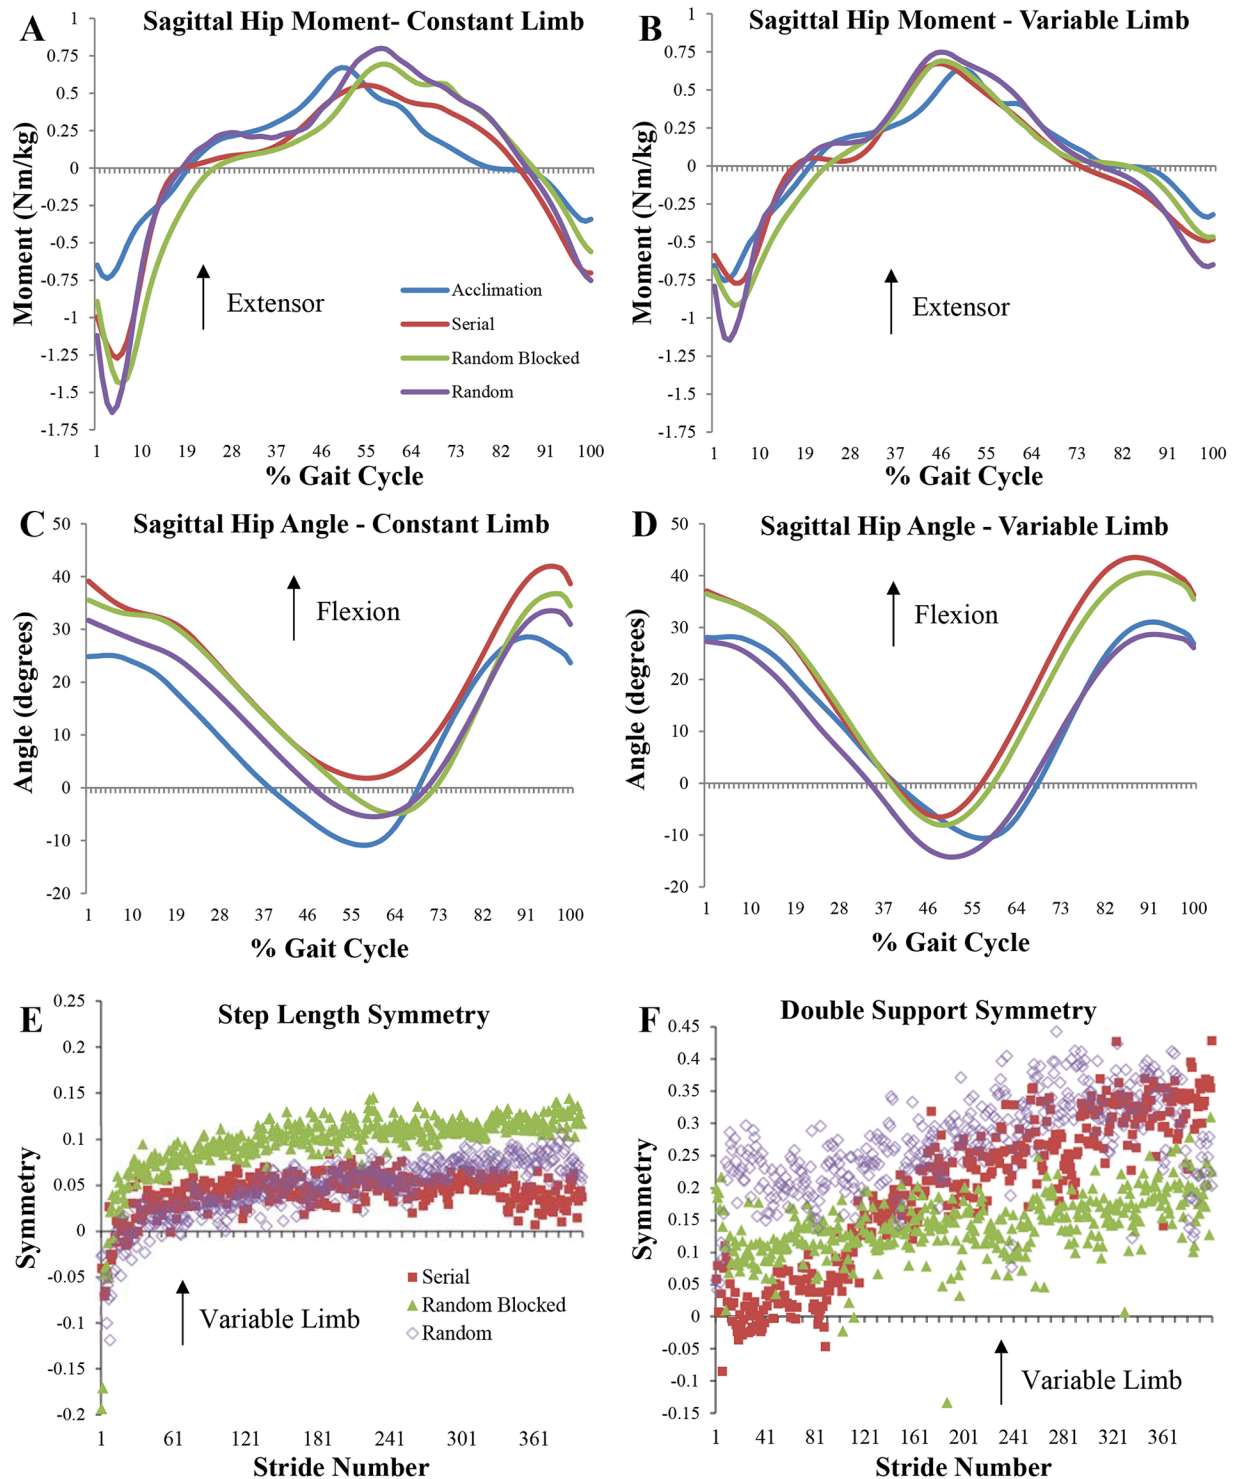 A
Sagittal Hip Moment- Constant Limb
1
0.75
0.5
0.25
0
-0.25
-0.5
-0.75
-1
-1.25
-1.5
-1.75
Moment (Nm/kg)
Extensor
Acclimation
Serial
Random Blocked
Random
1 10 19 28 37 46 55 64 73 82 91 100
% Gait Cycle
B
Sagittal Hip Moment - Variable Limb
1
0.75
0.5
0.25
0
-0.25
-0.5
-0.75
-1
-1.25
-1.5
-1.75
Moment (Nm/kg)
Extensor
1 10 19 28 37 46 55 64 73 82 91 100
% Gait Cycle
C
Sagittal Hip Angle - Constant Limb
50
40
30
20
10
0
-10
-20
Angle (degrees)
Flexion
1 10 19 28 37 46 55 64 73 82 91 100
% Gait Cycle
D
Sagittal Hip Angle - Variable Limb
50
40
30
20
10
0
-10
-20
Angle (degrees)
Flexion
1 10 19 28 37 46 55 64 73 82 91 100
% Gait Cycle
E
Step Length Symmetry
0.25
0.2
0.15
0.1
0.05
0
-0.05
-0.1
-0.15
-0.2
Symmetry
Variable Limb
Serial
Random Blocked
Random
1 61 121 181 241 301 361
Stride Number
F
Double Support Symmetry
0.45
0.4
0.35
0.3
0.25
0.2
0.15
0.1
0.05
0
-0.05
-0.1
-0.15
Symmetry
Variable Limb
1 41 81 121 161 201 241 281 321 361
Stride Number